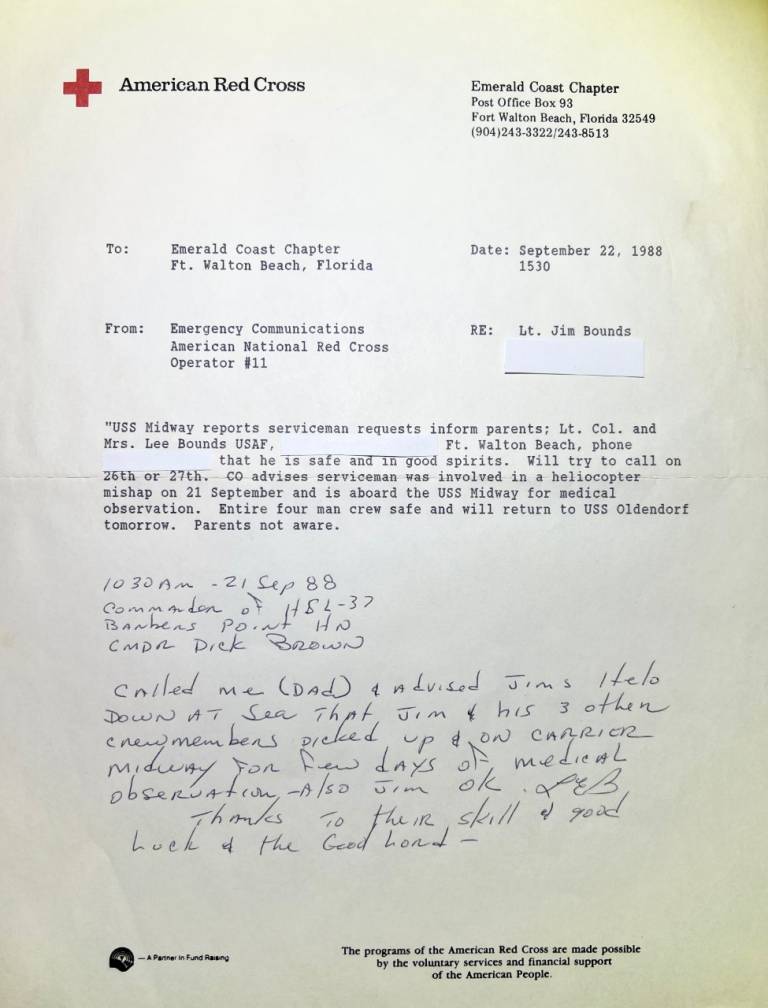 American Red Cross
Emerald Coast Chapter
Post Office Box 93
Fort Walton Beach, Florida 32549
(904)243-3322/243-8513
To: Emerald Coast Chapter
Ft. Walton Beach, Florida
Date: September 22, 1988
1530
From: Emergency Communications
American National Red Cross
Operator #11
RE: Lt. Jim Bounds
"USS Midway reports serviceman requests inform parents; Lt. Col. and
Mrs. Lee Bounds USAF, Ft. Walton Beach, phone
that he is safe and in good spirits. Will try to call on
26th or 27th. CO advises serviceman was involved in a heliocopter
mishap on 21 September and is aboard the USS Midway for medical
observation. Entire four man crew safe and will return to USS Oldendorf
tomorrow. Parents not aware.
1030 Am - 21 Sep 88
Commander of HSL-37
Barbers Point HN
CMDR Dick Brown
Called me (DAD) & Advised Jims Helo
Down AT Sea That Jim & his 3 other
crewmembers picked up & ON CARRIER
Midway for few days of medical
observation - Also Jim OK. LEB
Thanks To their skill & good
Luck & the Good Lord -
- A Partner in Fund Raising
The programs of the American Red Cross are made possible
by the voluntary services and financial support
of the American People.